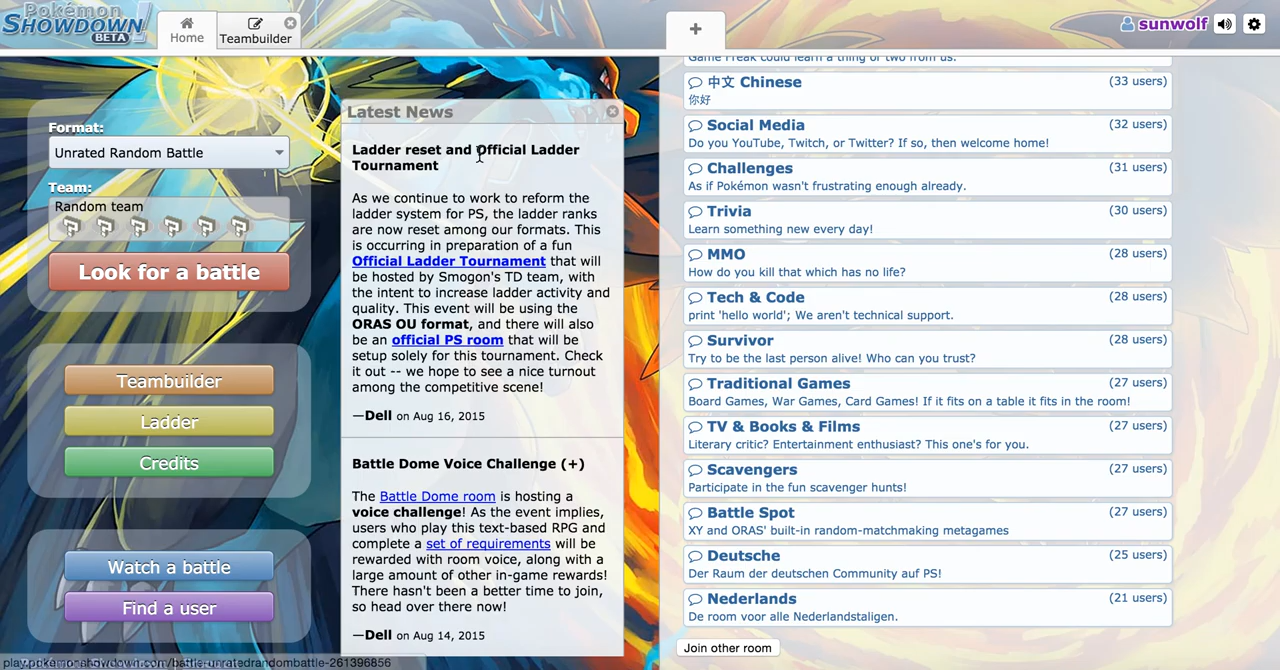 Pokémon
SHOWDOWN!
BETA
Home
Teambuilder
+
sunwolf
Format:
Unrated Random Battle
Team:
Random team
? ? ? ? ? ?
Look for a battle
Teambuilder
Ladder
Credits
Watch a battle
Find a user
play.pokemonshowdown.com/battle-unratedrandombattle-261396856
Latest News
Ladder reset and Official Ladder
Tournament
As we continue to work to reform the
ladder system for PS, the ladder ranks
are now reset among our formats. This
is occurring in preparation of a fun
Official Ladder Tournament that will
be hosted by Smogon's TD team, with
the intent to increase ladder activity and
quality. This event will be using the
ORAS OU format, and there will also
be an official PS room that will be
setup solely for this tournament. Check
it out -- we hope to see a nice turnout
among the competitive scene!
—Dell on Aug 16, 2015
Battle Dome Voice Challenge (+)
The Battle Dome room is hosting a
voice challenge! As the event implies,
users who play this text-based RPG and
complete a set of requirements will be
rewarded with room voice, along with a
large amount of other in-game rewards!
There hasn't been a better time to join,
so head over there now!
—Dell on Aug 14, 2015
Game Freak could learn a thing or two from us.
中文 Chinese (33 users)
你好
Social Media (32 users)
Do you YouTube, Twitch, or Twitter? If so, then welcome home!
Challenges (31 users)
As if Pokémon wasn't frustrating enough already.
Trivia (30 users)
Learn something new every day!
MMO (28 users)
How do you kill that which has no life?
Tech & Code (28 users)
print 'hello world'; We aren't technical support.
Survivor (28 users)
Try to be the last person alive! Who can you trust?
Traditional Games (27 users)
Board Games, War Games, Card Games! If it fits on a table it fits in the room!
TV & Books & Films (27 users)
Literary critic? Entertainment enthusiast? This one's for you.
Scavengers (27 users)
Participate in the fun scavenger hunts!
Battle Spot (27 users)
XY and ORAS' built-in random-matchmaking metagames
Deutsche (25 users)
Der Raum der deutschen Community auf PS!
Nederlands (21 users)
De room voor alle Nederlandstaligen.
Join other room